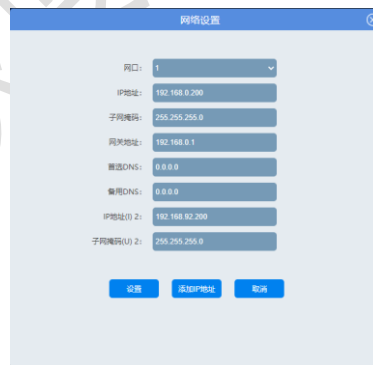 网络设置
网口： 1
IP地址： 192.168.0.200
子网掩码： 255.255.255.0
网关地址： 192.168.0.1
首选DNS： 0.0.0.0
备用DNS： 0.0.0.0
IP地址(I) 2： 192.168.92.200
子网掩码(U) 2： 255.255.255.0
设置 添加IP地址 取消